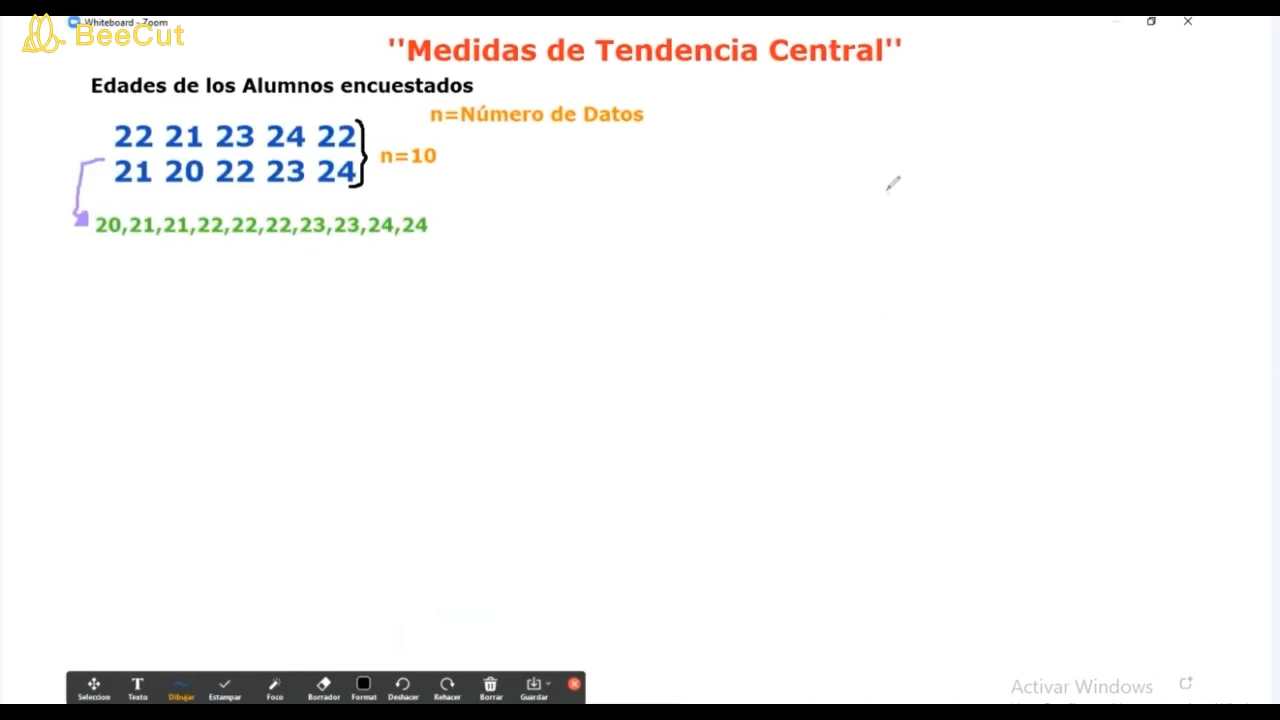 Whiteboard - Zoom
BeeCut
''Medidas de Tendencia Central''
Edades de los Alumnos encuestados
n=Número de Datos
22 21 23 24 22
21 20 22 23 24
n=10
20,21,21,22,22,22,23,23,24,24
Seleccion Texto Dibujar Estampar Foco Borrador Format Deshacer Rehacer Borrar Guardar
Activar Windows